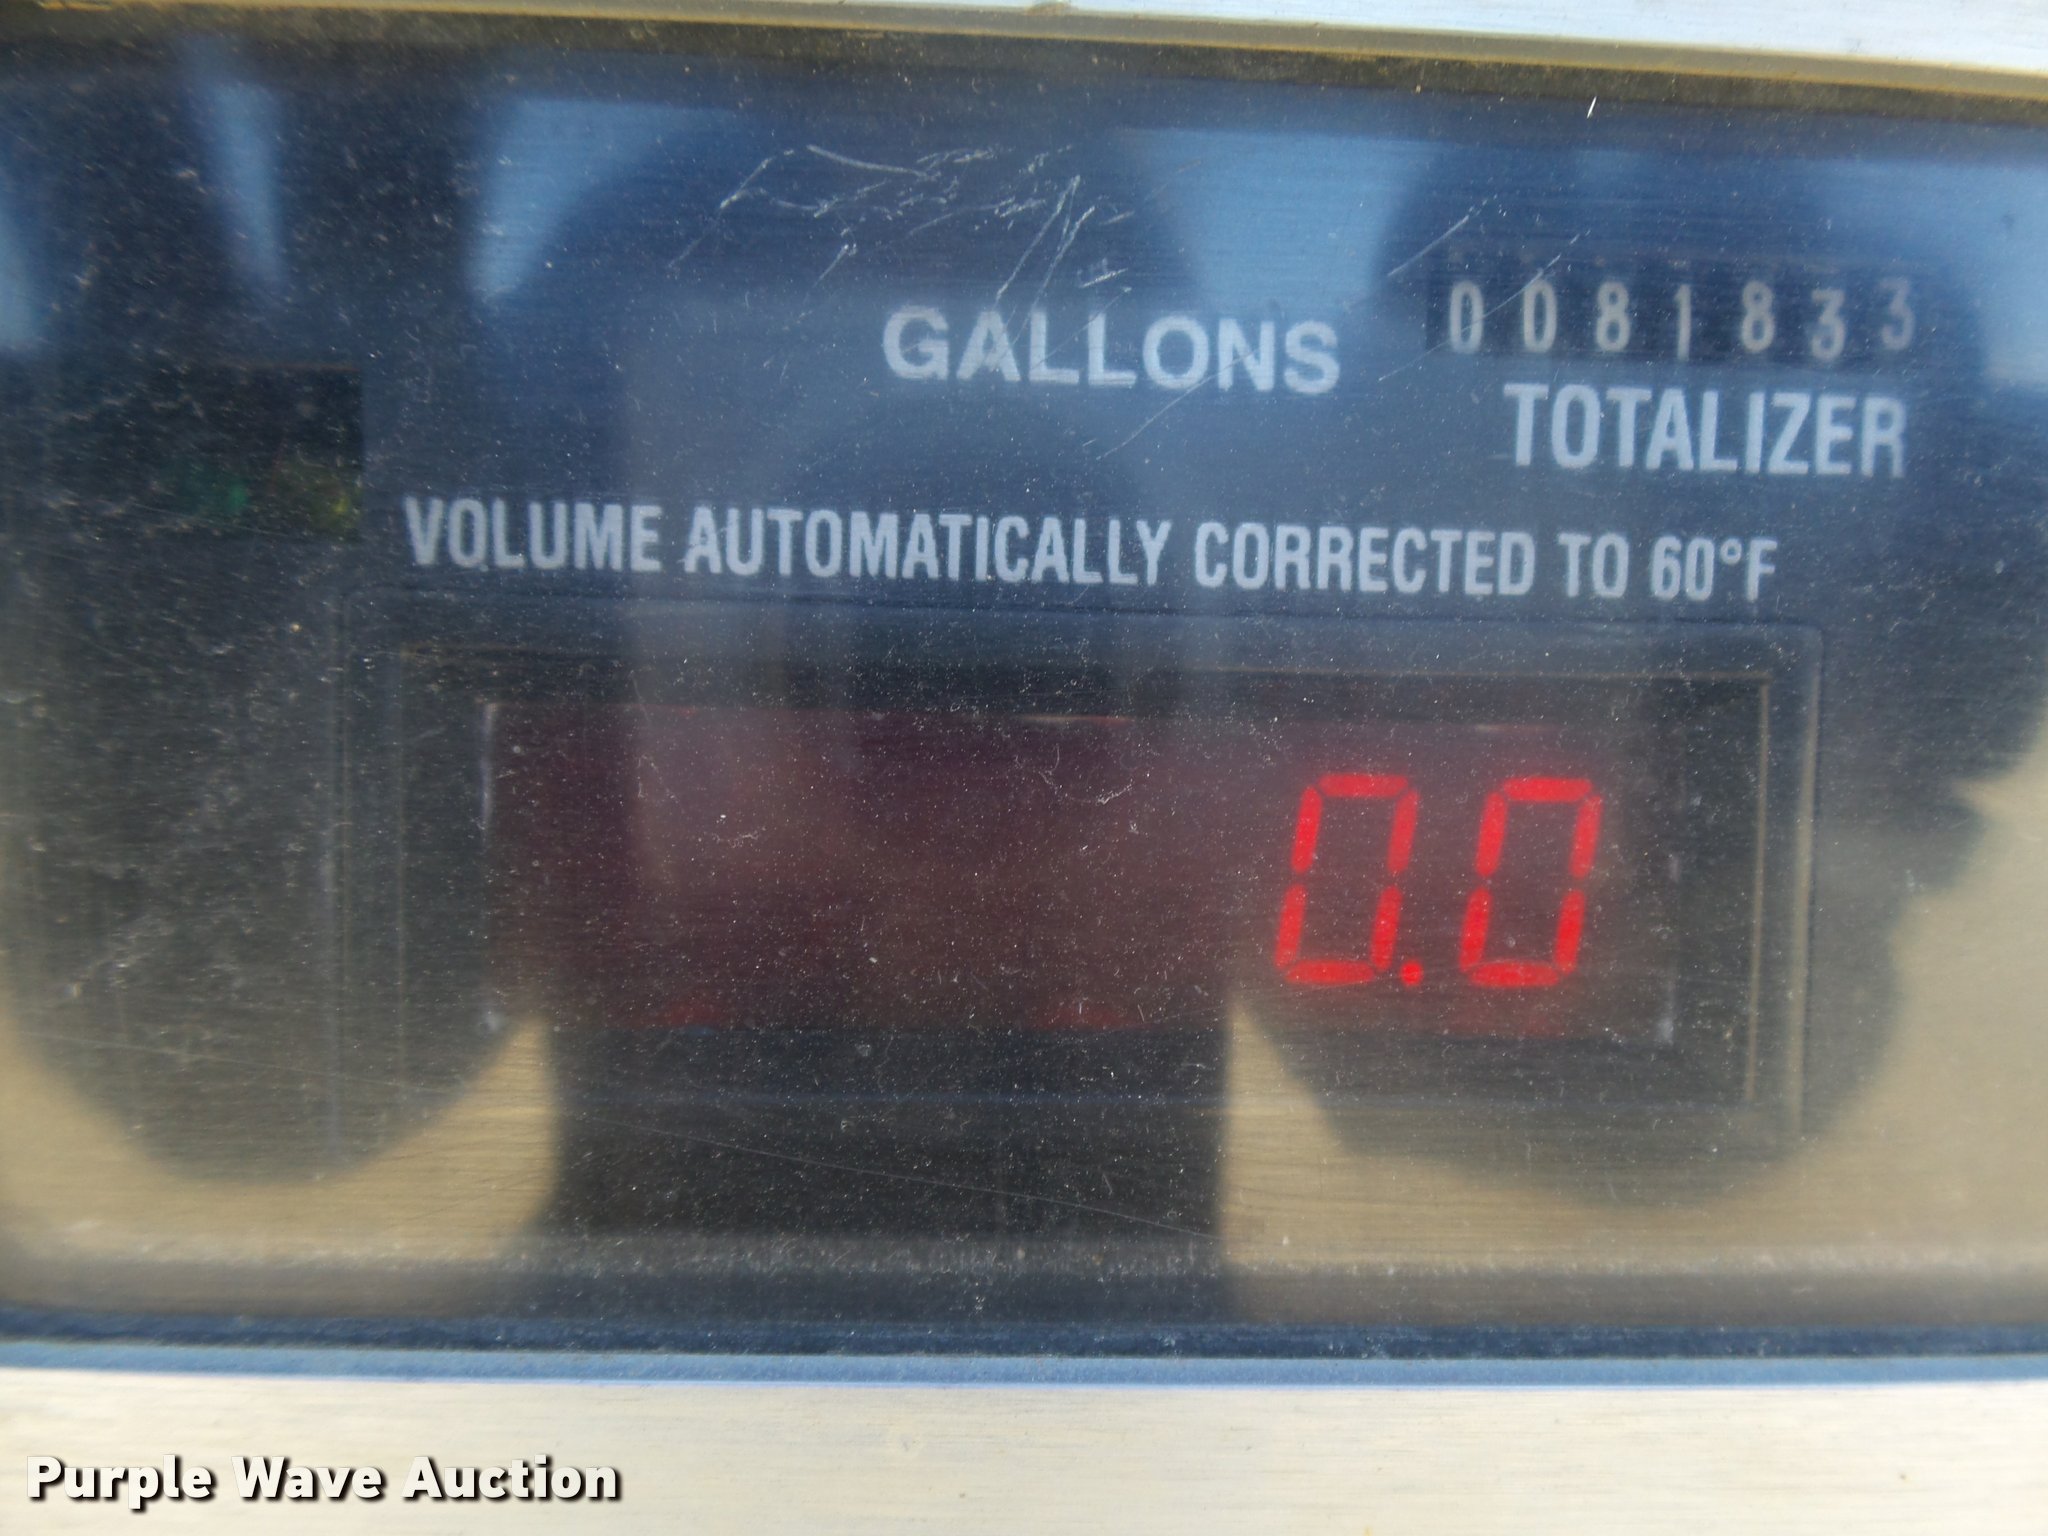 0081833
GALLONS
TOTALIZER
VOLUME AUTOMATICALLY CORRECTED TO 60°F
0.0
Purple Wave Auction